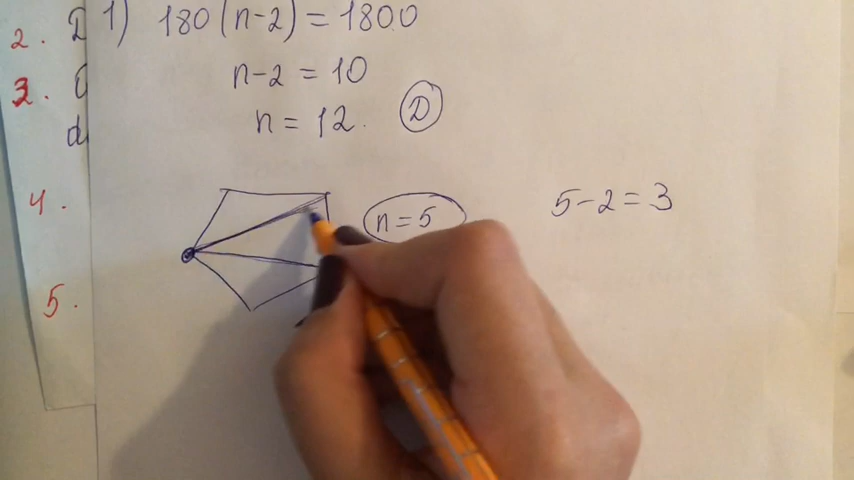 1) 180(n-2) = 1800
n-2 = 10
n = 12. D
2.
3.
d
4.
n=5
5-2=3
5.